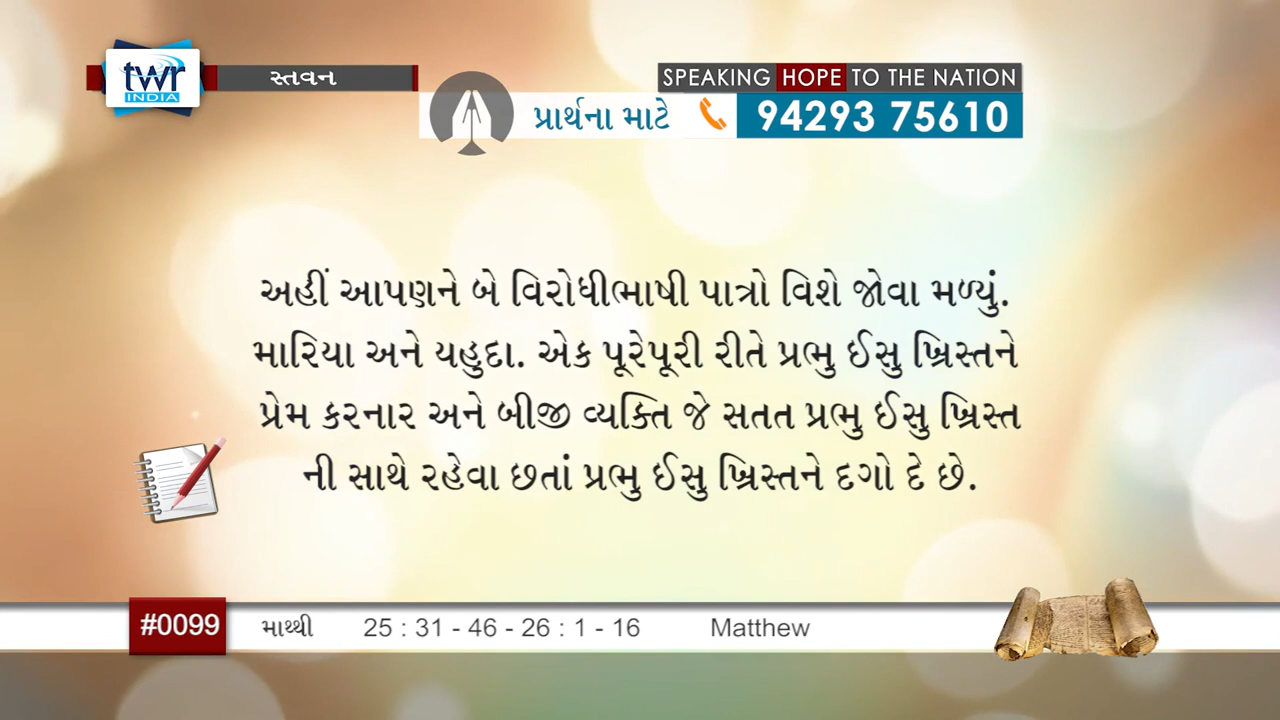 twr
INDIA
સ્તવન
SPEAKING HOPE TO THE NATION
પ્રાર્થના માટે
94293 75610
અહીં આપણને બે વિરોધીભાષી પાત્રો વિશે જોવા મળ્યું.
મારિયા અને યહુદા. એક પૂરેપૂરી રીતે પ્રભુ ઈસુ ખ્રિસ્તને
પ્રેમ કરનાર અને બીજી વ્યક્તિ જે સતત પ્રભુ ઈસુ ખ્રિસ્ત
ની સાથે રહેવા છતાં પ્રભુ ઈસુ ખ્રિસ્તને દગો દે છે.
#0099 માથ્થી 25 : 31 - 46 - 26 : 1 - 16 Matthew